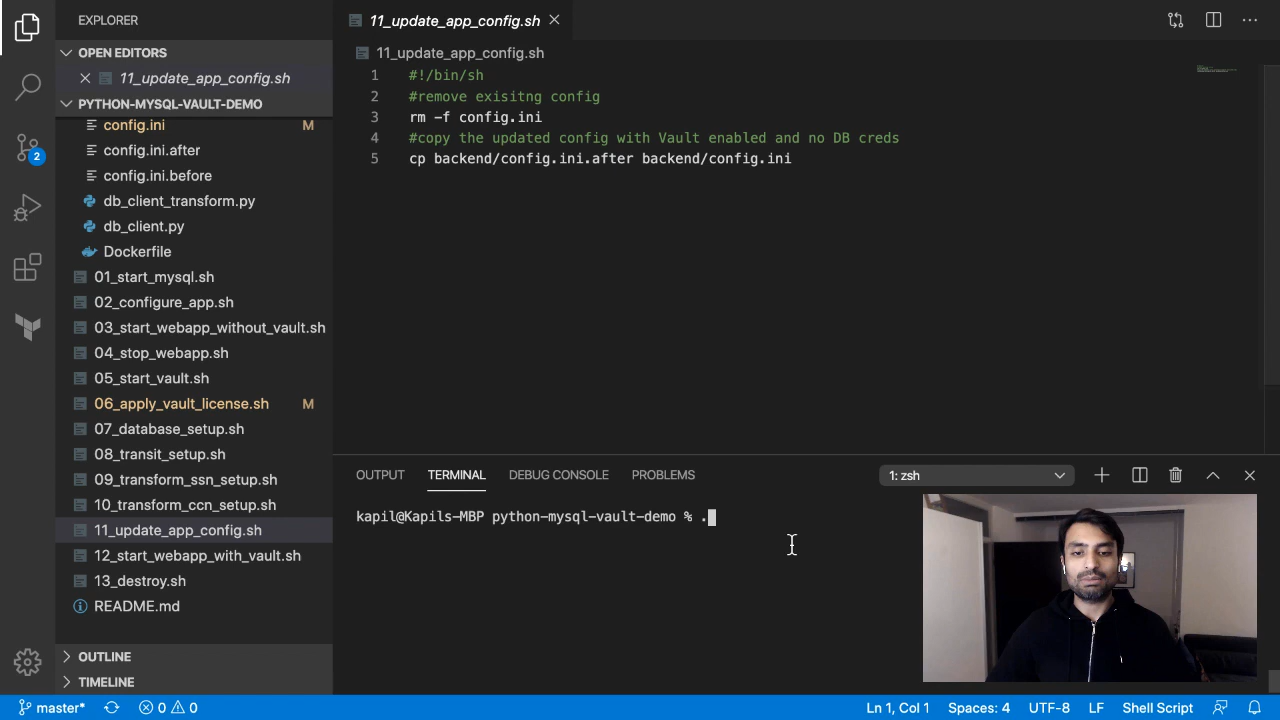 EXPLORER
OPEN EDITORS
11_update_app_config.sh
PYTHON-MYSQL-VAULT-DEMO
config.ini M
config.ini.after
config.ini.before
db_client_transform.py
db_client.py
Dockerfile
01_start_mysql.sh
02_configure_app.sh
03_start_webapp_without_vault.sh
04_stop_webapp.sh
05_start_vault.sh
06_apply_vault_license.sh M
07_database_setup.sh
08_transit_setup.sh
09_transform_ssn_setup.sh
10_transform_ccn_setup.sh
11_update_app_config.sh
12_start_webapp_with_vault.sh
13_destroy.sh
README.md
OUTLINE
TIMELINE
2
11_update_app_config.sh
11_update_app_config.sh
1 #!/bin/sh
2 #remove exisitng config
3 rm -f config.ini
4 #copy the updated config with Vault enabled and no DB creds
5 cp backend/config.ini.after backend/config.ini
OUTPUT TERMINAL DEBUG CONSOLE PROBLEMS 1: zsh
kapil@Kapils-MBP python-mysql-vault-demo % .
master* 0 0 Ln 1, Col 1 Spaces: 4 UTF-8 LF Shell Script